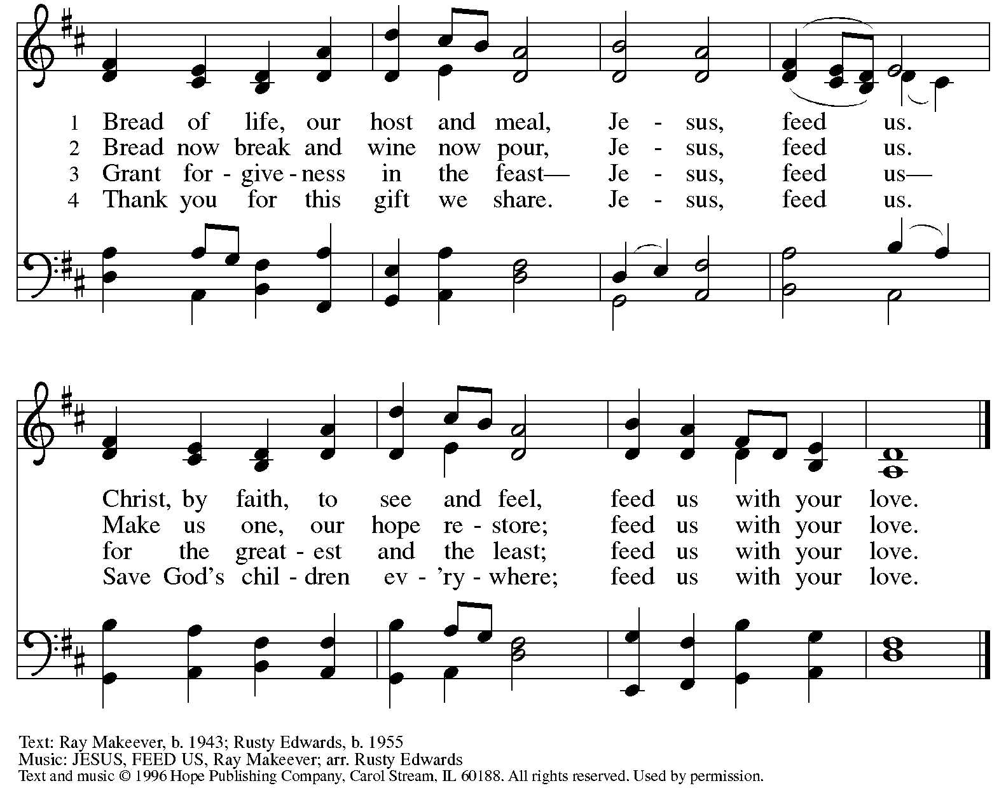 1 Bread of life, our host and meal, Je - sus, feed us.
2 Bread now break and wine now pour, Je - sus, feed us.
3 Grant for - give - ness in the feast— Je - sus, feed us—
4 Thank you for this gift we share. Je - sus, feed us.
Christ, by faith, to see and feel, feed us with your love.
Make us one, our hope re - store; feed us with your love.
for the great - est and the least; feed us with your love.
Save God's chil - dren ev - 'ry - where; feed us with your love.
Text: Ray Makeever, b. 1943; Rusty Edwards, b. 1955
Music: JESUS, FEED US, Ray Makeever; arr. Rusty Edwards
Text and music © 1996 Hope Publishing Company, Carol Stream, IL 60188. All rights reserved. Used by permission.